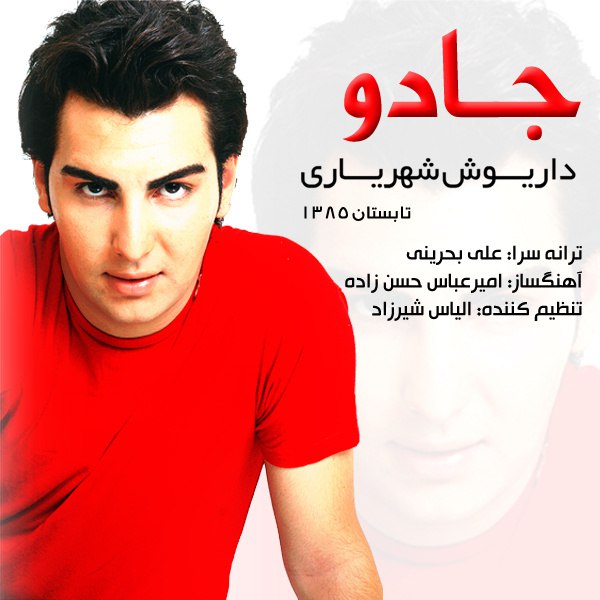 جادو
داریوش شهریاری
تابستان ۱۳۸۵
ترانه سرا: علی بحرینی
آهنگساز: امیرعباس حسن زاده
تنظیم کننده: الیاس شیرزاد